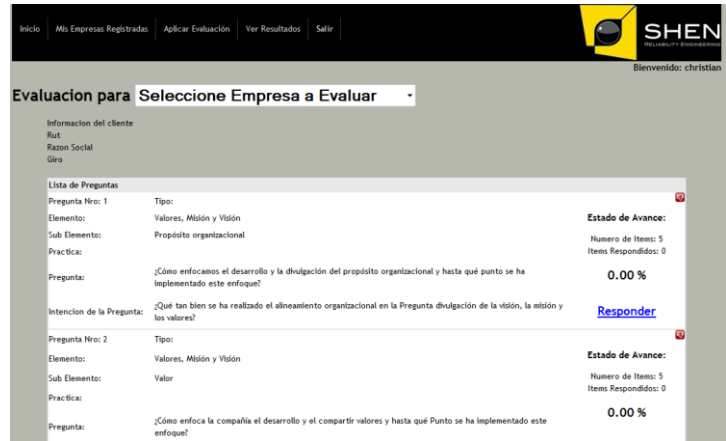 Inicio Mis Empresas Registradas Aplicar Evaluación Ver Resultados Salir
SHEN
RELIABILITY ENGINEERING
Bienvenido: christian
Evaluacion para Seleccione Empresa a Evaluar
Informacion del cliente
Rut
Razon Social
Giro
Lista de Preguntas
Pregunta Nro: 1 Tipo:
Elemento: Valores, Misión y Visión
Estado de Avance:
Sub Elemento: Propósito organizacional
Numero de Items: 5
Practica:
Items Respondidos: 0
Pregunta: ¿Cómo enfocamos el desarrollo y la divulgación del propósito organizacional y hasta qué punto se ha
implementado este enfoque?
0.00 %
Intencion de la Pregunta: ¿Qué tan bien se ha realizado el alineamiento organizacional en la Pregunta divulgación de la visión, la misión y
los valores?
Responder
Pregunta Nro: 2 Tipo:
Elemento: Valores, Misión y Visión
Estado de Avance:
Sub Elemento: Valor
Numero de Items: 5
Items Respondidos: 0
Practica:
0.00 %
Pregunta: ¿Cómo enfoca la compañía el desarrollo y el compartir valores y hasta qué Punto se ha implementado este
enfoque?